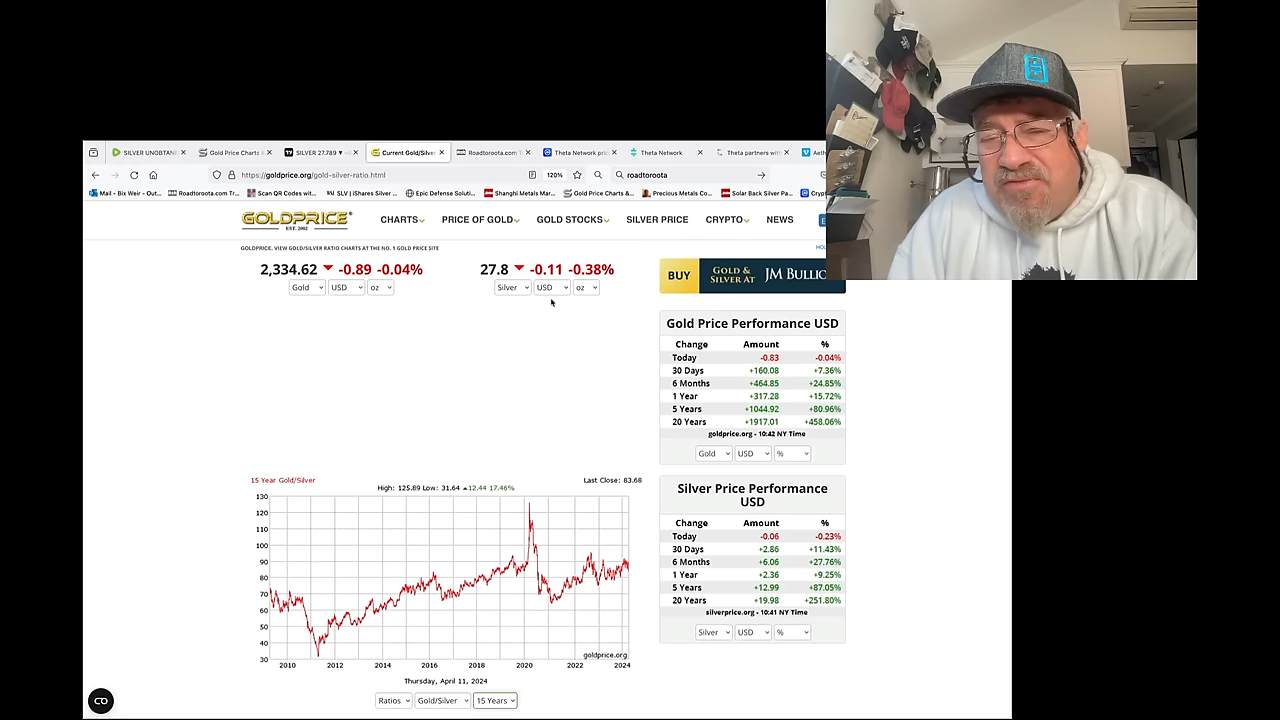 SILVER UNOBTANI
Gold Price Charts &
SILVER 27.789 ▼
Current Gold/Silver
Roadtoroota.com T
Theta Network pric
Theta Network
Theta partners with
Aeth
https://goldprice.org/gold-silver-ratio.html
120%
roadtoroota
Mail - Bix Weir - Out...
Roadtoroota.com Tr...
Scan QR Codes wit...
SLV | iShares Silver ...
Epic Defense Soluti...
Shanghi Metals Mar...
Gold Price Charts &...
Precious Metals Co...
Solar Back Silver Pa...
Crypt
GOLDPRICE®
EST. 2002
CHARTS
PRICE OF GOLD
GOLD STOCKS
SILVER PRICE
CRYPTO
NEWS
GOLDPRICE. VIEW GOLD/SILVER RATIO CHARTS AT THE NO. 1 GOLD PRICE SITE
2,334.62 ▼ -0.89 -0.04%
27.8 ▼ -0.11 -0.38%
Gold USD oz
Silver USD oz
BUY GOLD & SILVER AT JM BULLIO
Gold Price Performance USD
Change Amount %
Today -0.83 -0.04%
30 Days +160.08 +7.36%
6 Months +464.85 +24.85%
1 Year +317.28 +15.72%
5 Years +1044.92 +80.96%
20 Years +1917.01 +458.06%
goldprice.org - 10:42 NY Time
Gold USD %
15 Year Gold/Silver
Last Close: 83.68
High: 125.89 Low: 31.64 ▲12.44 17.46%
130
120
110
100
90
80
70
60
50
40
30
goldprice.org
2010 2012 2014 2016 2018 2020 2022 2024
Thursday, April 11, 2024
Ratios Gold/Silver 15 Years
Silver Price Performance
USD
Change Amount %
Today -0.06 -0.23%
30 Days +2.86 +11.43%
6 Months +6.06 +27.76%
1 Year +2.36 +9.25%
5 Years +12.99 +87.05%
20 Years +19.98 +251.80%
silverprice.org - 10:41 NY Time
Silver USD %